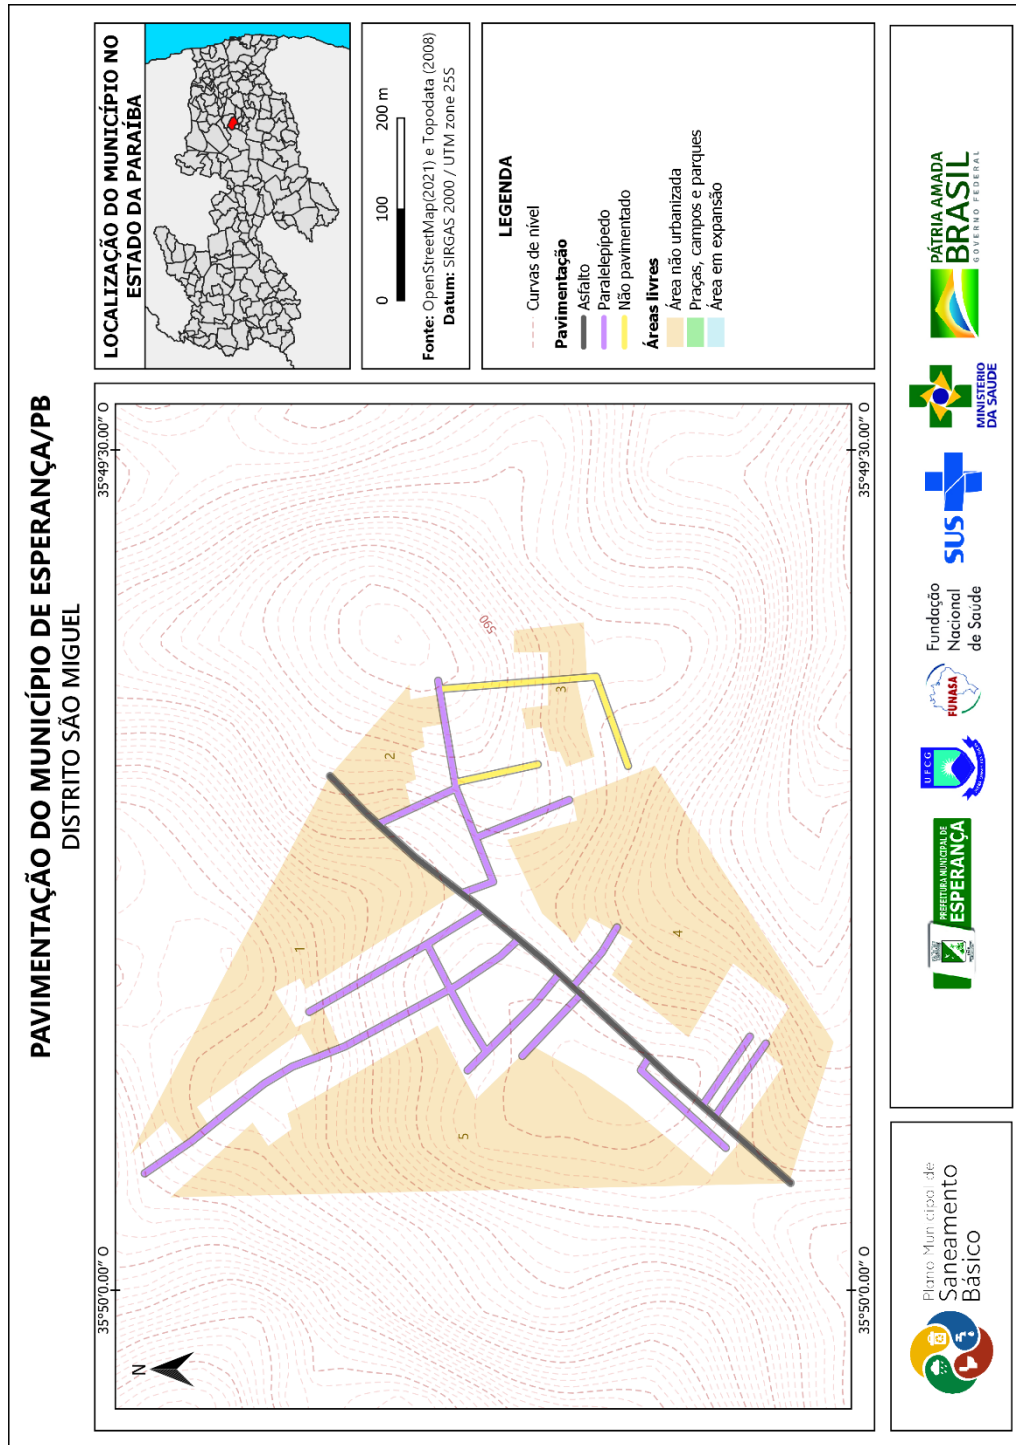 PAVIMENTAÇÃO DO MUNICÍPIO DE ESPERANÇA/PB
DISTRITO SÃO MIGUEL
N
35°50'0.00" O
35°49'30.00" O
1
2
3
4
5
590
35°50'0.00" O
35°49'30.00" O
LOCALIZAÇÃO DO MUNICÍPIO NO
ESTADO DA PARAÍBA
0 100 200 m
Fonte: OpenStreetMap(2021) e Topodata (2008)
Datum: SIRGAS 2000 / UTM zone 25S
LEGENDA
Curvas de nível
Pavimentação
Asfalto
Paralelepípedo
Não pavimentado
Áreas livres
Área não urbanizada
Praças, campos e parques
Área em expansão
Plano Municipal de
Saneamento
Básico
PREFEITURA MUNICIPAL DE
ESPERANÇA
UFCG
FUNASA
Fundação
Nacional
de Saúde
SUS
MINISTÉRIO
DA SAÚDE
PÁTRIA AMADA
BRASIL
GOVERNO FEDERAL